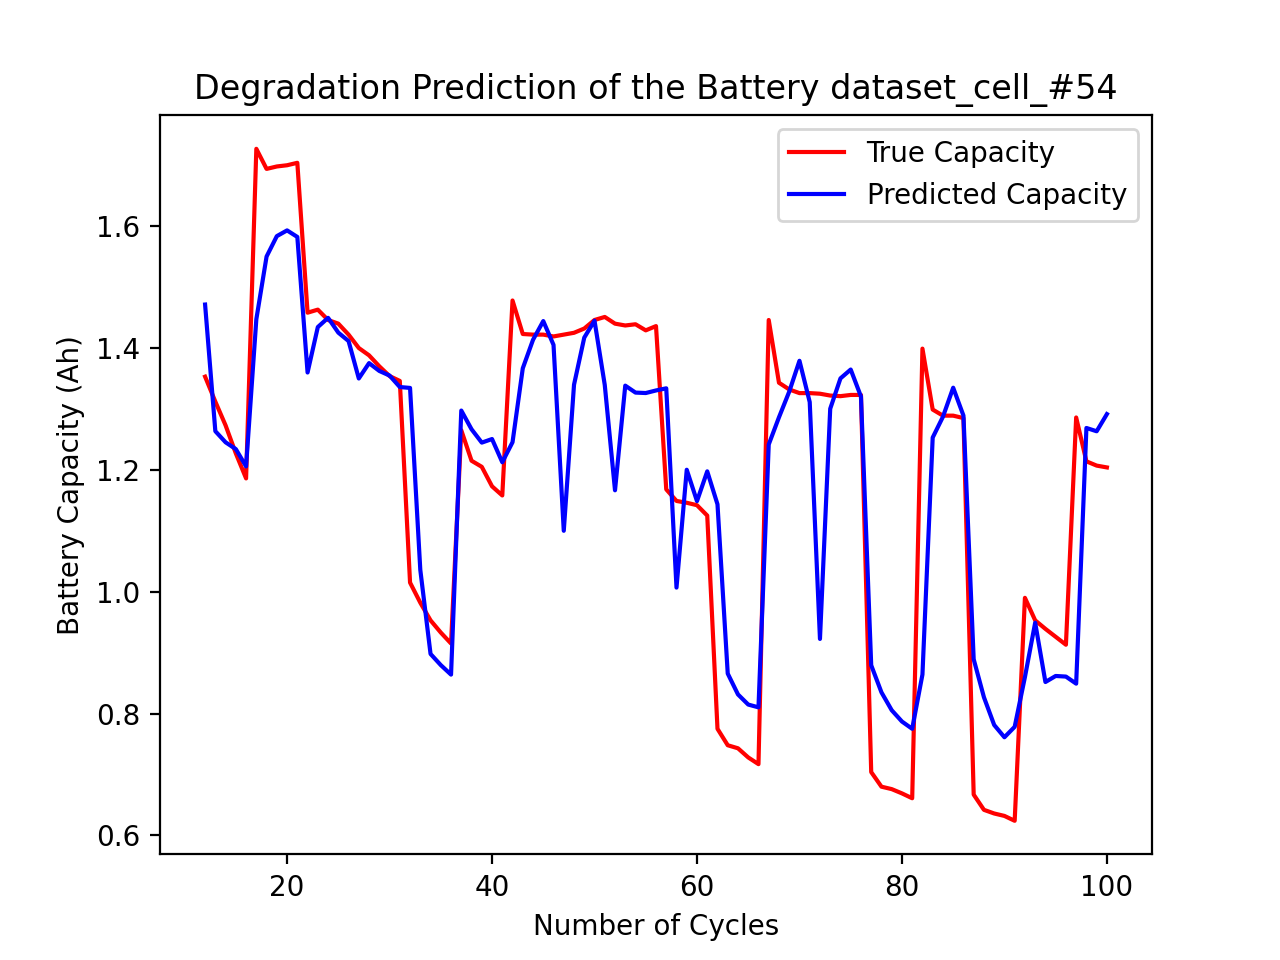 Degradation Prediction of the Battery dataset_cell_#54
True Capacity
Predicted Capacity
Battery Capacity (Ah)
1.6
1.4
1.2
1.0
0.8
0.6
20 40 60 80 100
Number of Cycles